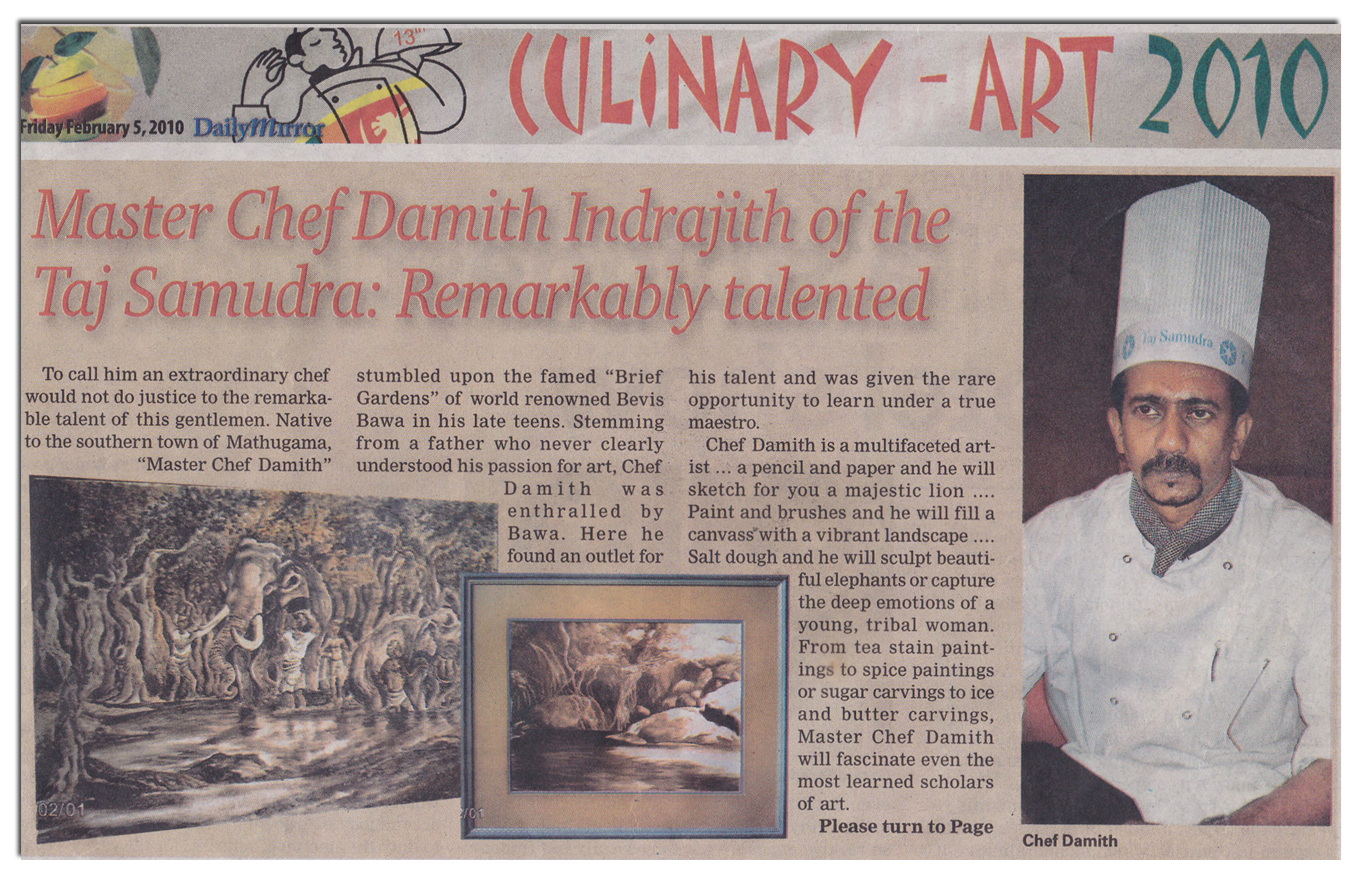 13th
CULiNARY - ART 2010
Friday February 5, 2010 DailyMirror
Master Chef Damith Indrajith of the
Taj Samudra: Remarkably talented
To call him an extraordinary chef
would not do justice to the remarka-
ble talent of this gentlemen. Native
to the southern town of Mathugama,
“Master Chef Damith”
stumbled upon the famed “Brief
Gardens” of world renowned Bevis
Bawa in his late teens. Stemming
from a father who never clearly
understood his passion for art, Chef
Damith was
enthralled by
Bawa. Here he
found an outlet for
his talent and was given the rare
opportunity to learn under a true
maestro.
Chef Damith is a multifaceted art-
ist ... a pencil and paper and he will
sketch for you a majestic lion ....
Paint and brushes and he will fill a
canvass with a vibrant landscape ....
Salt dough and he will sculpt beauti-
ful elephants or capture
the deep emotions of a
young, tribal woman.
From tea stain paint-
ings to spice paintings
or sugar carvings to ice
and butter carvings,
Master Chef Damith
will fascinate even the
most learned scholars
of art.
Please turn to Page
02/01
/01
Taj Samudra
Chef Damith